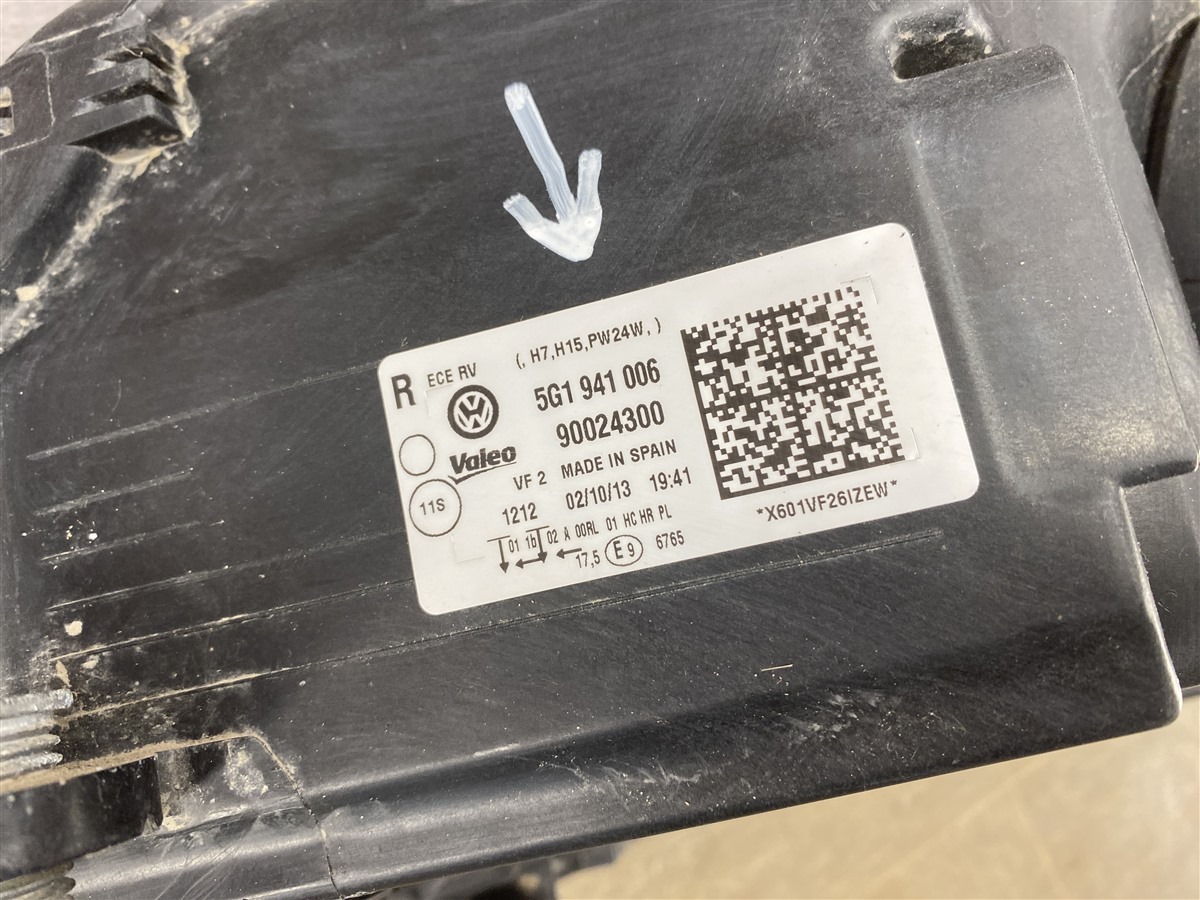 R ECE RV (, H7,H15,PW24W, )
5G1 941 006
90024300
Valeo
VF 2 MADE IN SPAIN
11S
1212 02/10/13 19:41
01 1b 02 A 00RL 01 HC HR PL
17,5 E9 6765
*X601VF26IZEW*